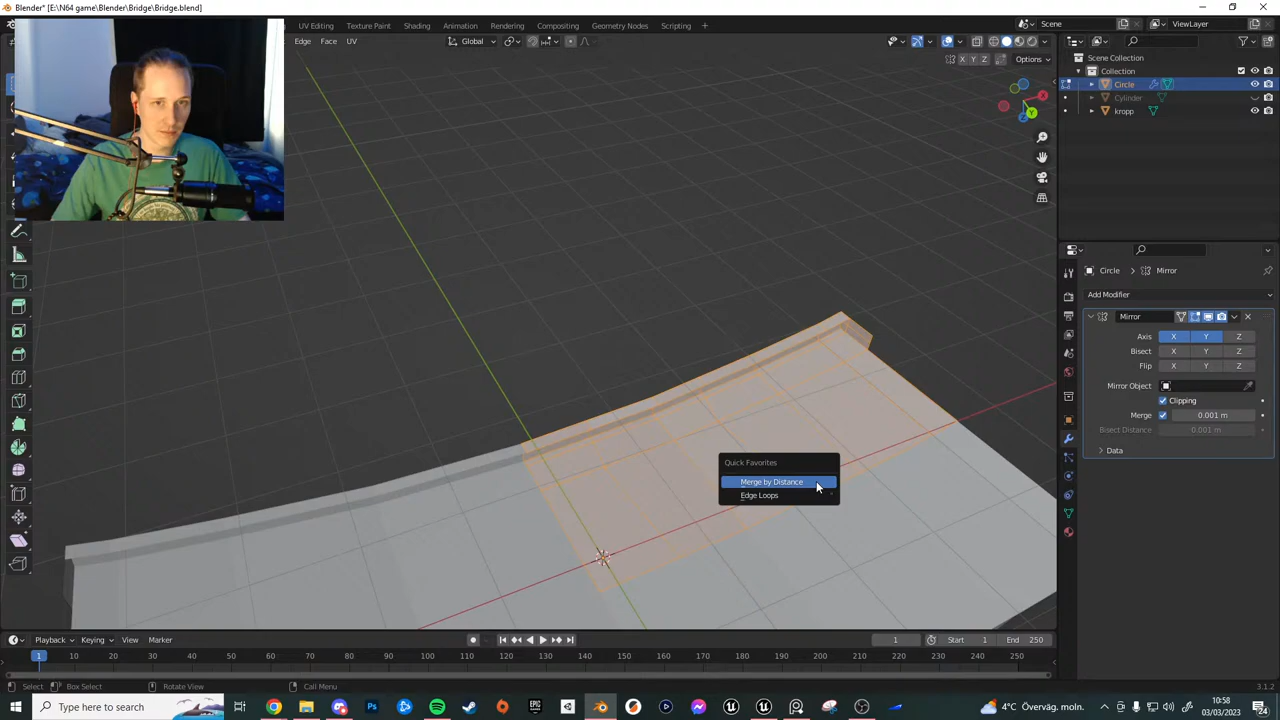 Blender* [E:\N64 game\Blender\Bridge\Bridge.blend]
UV Editing Texture Paint Shading Animation Rendering Compositing Geometry Nodes Scripting
Scene ViewLayer
Edge Face UV Global
X Y Z Options
Scene Collection
Collection
Circle
Cylinder
kropp
X
Y
Z
Circle > Mirror
Add Modifier
Mirror
Axis X Y Z
Bisect X Y Z
Flip X Y Z
Mirror Object
Clipping
Merge 0.001 m
Bisect Distance 0.001 m
Data
Quick Favorites
Merge by Distance
Edge Loops
Playback Keying View Marker 1 Start 1 End 250
1 10 20 30 40 50 60 70 80 90 100 110 120 130 140 150 160 170 180 190 200 210 220 230 240 250
Select Box Select Rotate View Call Menu 3.1.2
Type here to search
4°C Överväg. moln.
10:58
03/03/2023